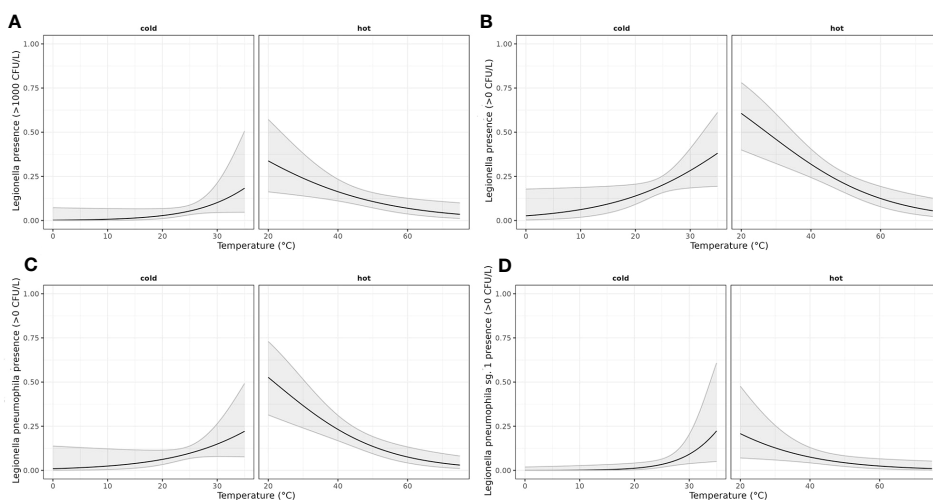 A
cold
hot
Legionella presence (>1000 CFU/L)
1.00
0.75
0.50
0.25
0.00
0
10
20
30
20
40
60
Temperature (°C)
B
cold
hot
Legionella presence (>0 CFU/L)
1.00
0.75
0.50
0.25
0.00
0
10
20
30
20
40
60
Temperature (°C)
C
cold
hot
Legionella pneumophila presence (>0 CFU/L)
1.00
0.75
0.50
0.25
0.00
0
10
20
30
20
40
60
Temperature (°C)
D
cold
hot
Legionella pneumophila sg. 1 presence (>0 CFU/L)
1.00
0.75
0.50
0.25
0.00
0
10
20
30
20
40
60
Temperature (°C)